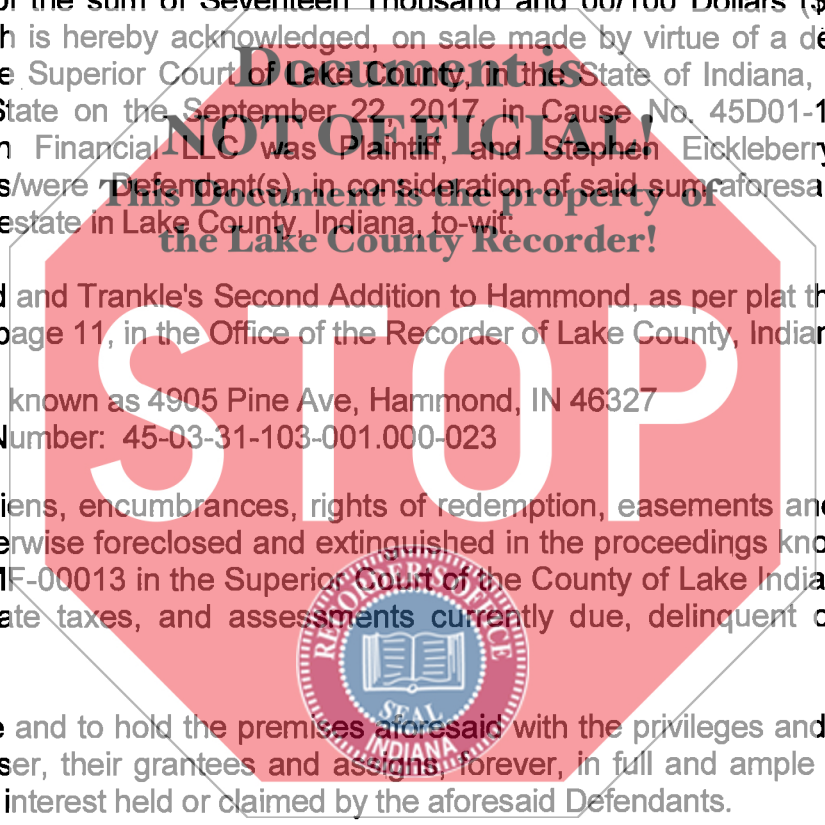 of the sum of Seventeen Thousand and 00/100 Dollars ($
h is hereby acknowledged, on sale made by virtue of a de
e Superior Court of Lake County, in the State of Indiana,
State on the September 22, 2017, in Cause No. 45D01-1
n Financial LLC was Plaintiff, and Stephen Eickleberry
s/were Defendant(s), in consideration of said sum aforesa
estate in Lake County, Indiana, to-wit:
Document is
NOT OFFICIAL!
This Document is the property of
the Lake County Recorder!
d and Trankle's Second Addition to Hammond, as per plat th
page 11, in the Office of the Recorder of Lake County, Indian
STOP
known as 4905 Pine Ave, Hammond, IN 46327
Number: 45-03-31-103-001.000-023
iens, encumbrances, rights of redemption, easements and
erwise foreclosed and extinguished in the proceedings kno
F-00013 in the Superior Court of the County of Lake India
ate taxes, and assessments currently due, delinquent o
RECORDER'S OFFICE
SEAL
INDIANA
e and to hold the premises aforesaid with the privileges and
ser, their grantees and assigns, forever, in full and ample
interest held or claimed by the aforesaid Defendants.